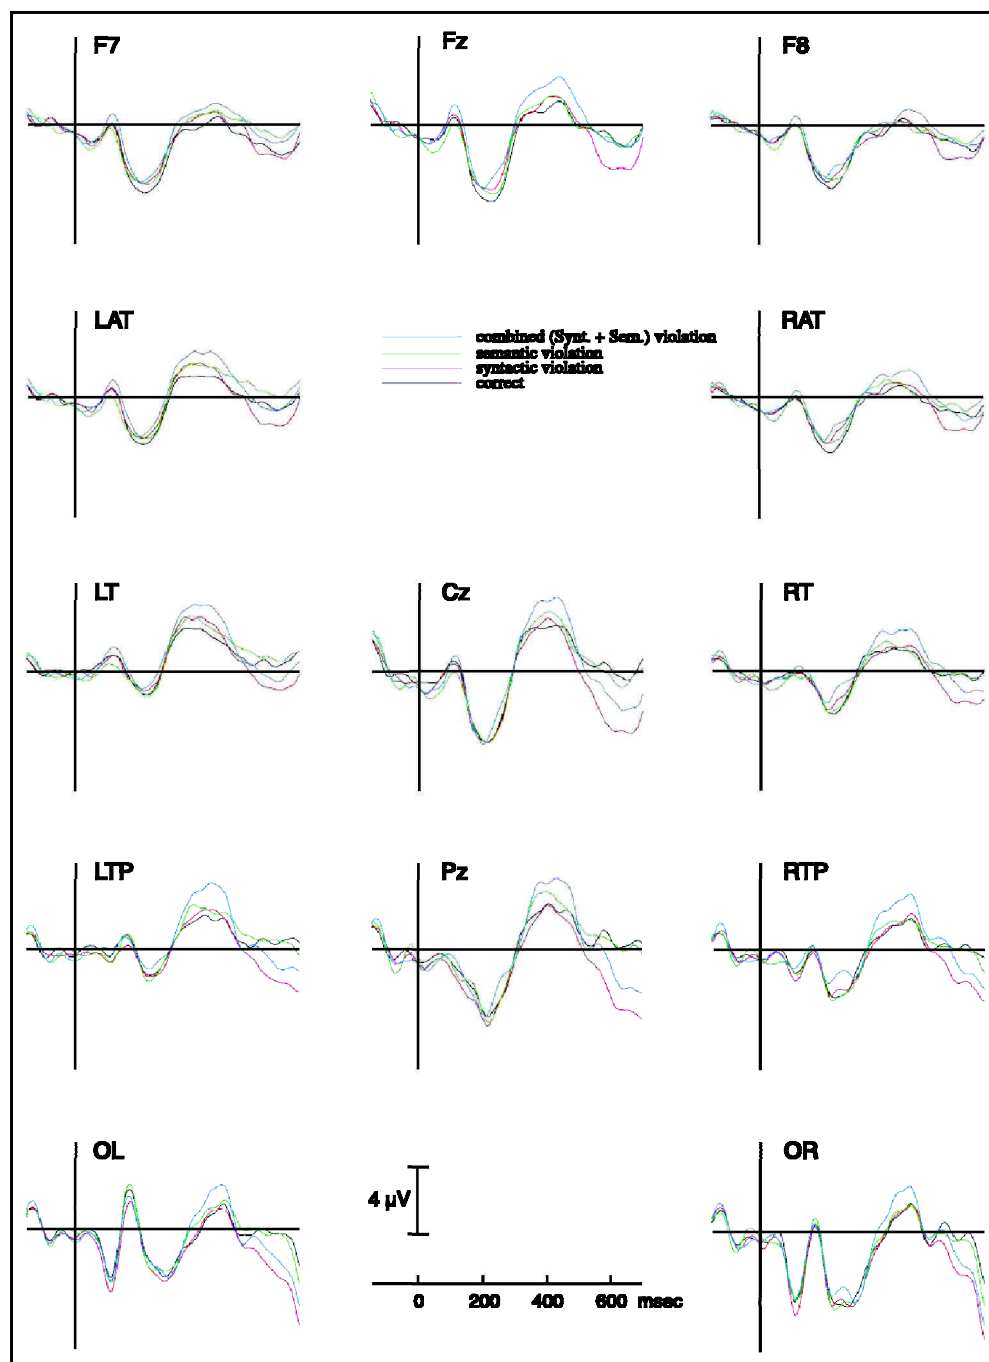 F7
Fz
F8
LAT
RAT
combined (Synt. + Sem.) violation
semantic violation
syntactic violation
correct
LT
Cz
RT
LTP
Pz
RTP
OL
OR
4 µV
0 200 400 600 msec